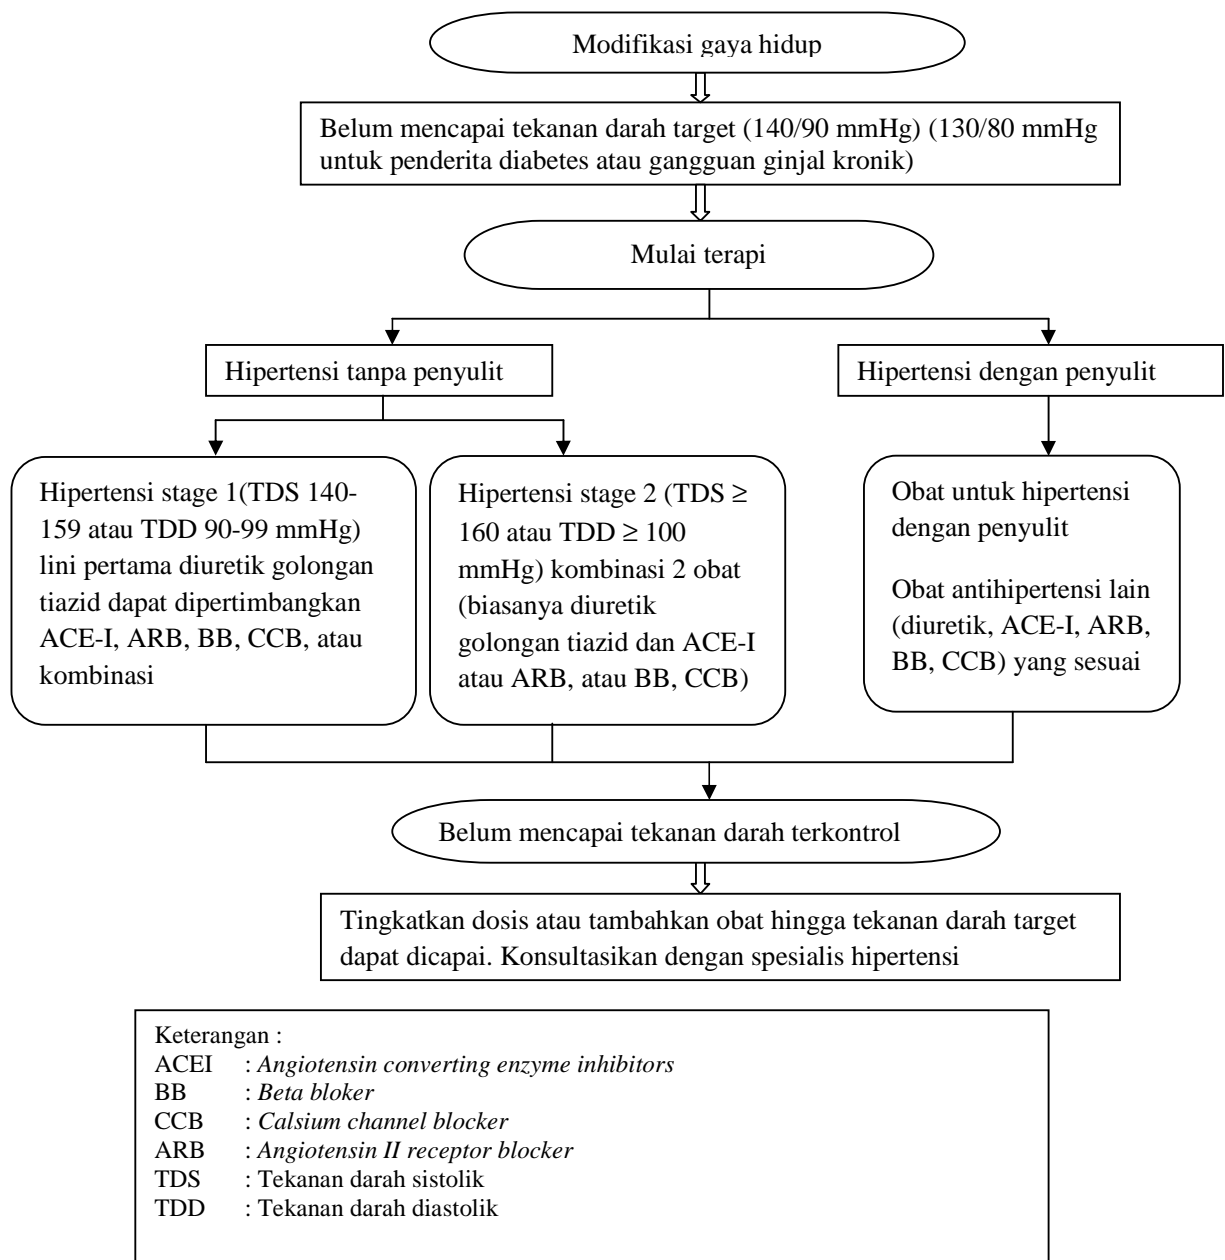 Modifikasi gaya hidup
Belum mencapai tekanan darah target (140/90 mmHg) (130/80 mmHg
untuk penderita diabetes atau gangguan ginjal kronik)
Mulai terapi
Hipertensi tanpa penyulit
Hipertensi dengan penyulit
Hipertensi stage 1(TDS 140-
159 atau TDD 90-99 mmHg)
lini pertama diuretik golongan
tiazid dapat dipertimbangkan
ACE-I, ARB, BB, CCB, atau
kombinasi
Hipertensi stage 2 (TDS ≥
160 atau TDD ≥ 100
mmHg) kombinasi 2 obat
(biasanya diuretik
golongan tiazid dan ACE-I
atau ARB, atau BB, CCB)
Obat untuk hipertensi
dengan penyulit
Obat antihipertensi lain
(diuretik, ACE-I, ARB,
BB, CCB) yang sesuai
Belum mencapai tekanan darah terkontrol
Tingkatkan dosis atau tambahkan obat hingga tekanan darah target
dapat dicapai. Konsultasikan dengan spesialis hipertensi
Keterangan :
ACEI : Angiotensin converting enzyme inhibitors
BB : Beta bloker
CCB : Calsium channel blocker
ARB : Angiotensin II receptor blocker
TDS : Tekanan darah sistolik
TDD : Tekanan darah diastolik